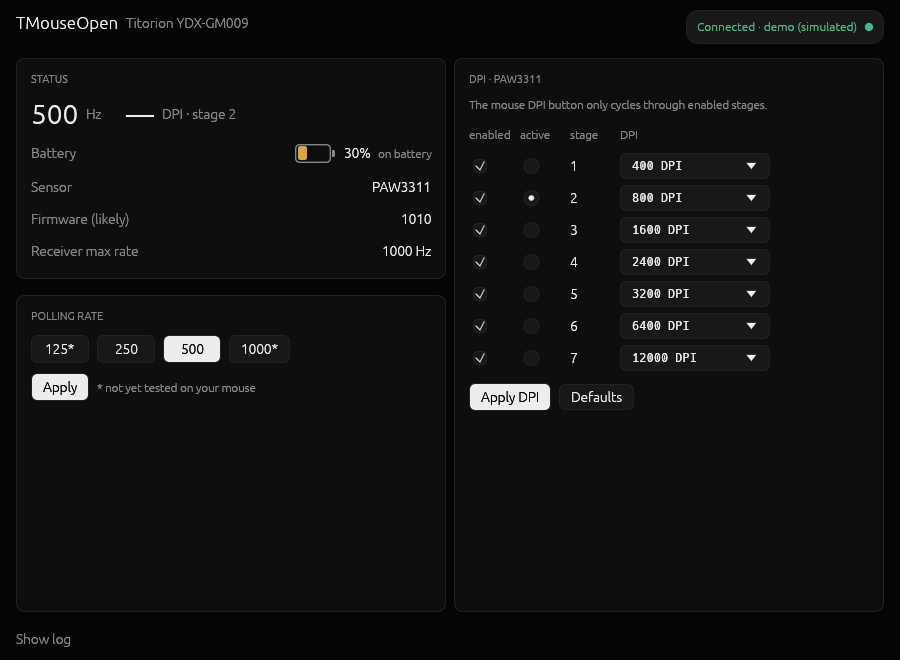 TMouseOpen Titorion YDX-GM009
Connected · demo (simulated)
STATUS
500 Hz — DPI · stage 2
Battery 30% on battery
Sensor PAW3311
Firmware (likely) 1010
Receiver max rate 1000 Hz
POLLING RATE
125* 250 500 1000*
Apply * not yet tested on your mouse
DPI · PAW3311
The mouse DPI button only cycles through enabled stages.
enabled active stage DPI
1 400 DPI
2 800 DPI
3 1600 DPI
4 2400 DPI
5 3200 DPI
6 6400 DPI
7 12000 DPI
Apply DPI Defaults
Show log